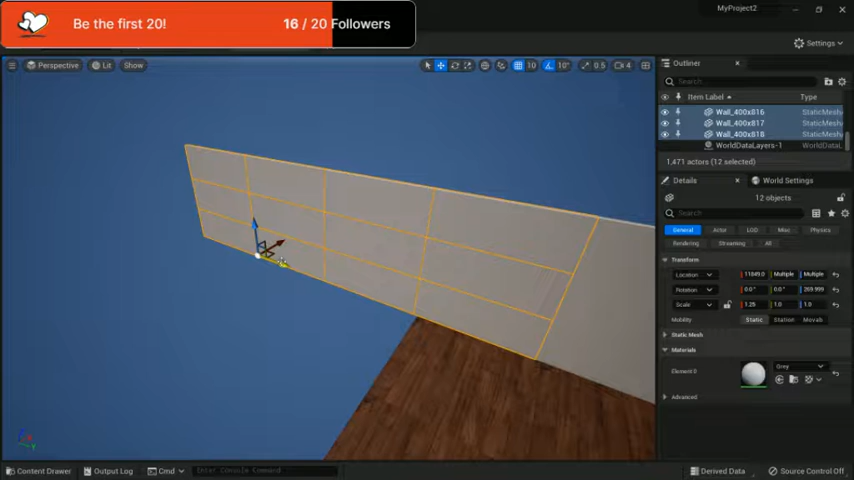 Be the first 20!
16 / 20 Followers
MyProject2
Settings
Perspective
Lit
Show
10
10°
0.5
4
Outliner
Search...
Item Label
Type
Wall_400x816
StaticMesh
Wall_400x817
StaticMesh
Wall_400x818
StaticMesh
WorldDataLayers-1
WorldDataL
1,471 actors (12 selected)
Details
World Settings
12 objects
Search
General
Actor
LOD
Misc
Physics
Rendering
Streaming
All
Transform
Location
11849.0
Multiple
Multiple
Rotation
0.0°
0.0°
269.999
Scale
1.25
1.0
1.0
Mobility
Static
Station
Movab
Static Mesh
Materials
Element 0
Grey
Advanced
Content Drawer
Output Log
Cmd
Enter Console Command
Derived Data
Source Control Off